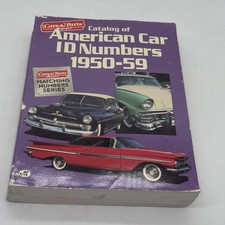 Cars & Parts
Catalog of
American Car
ID Numbers
1950-59
Cars & Parts
MATCHING
NUMBERS
SERIES